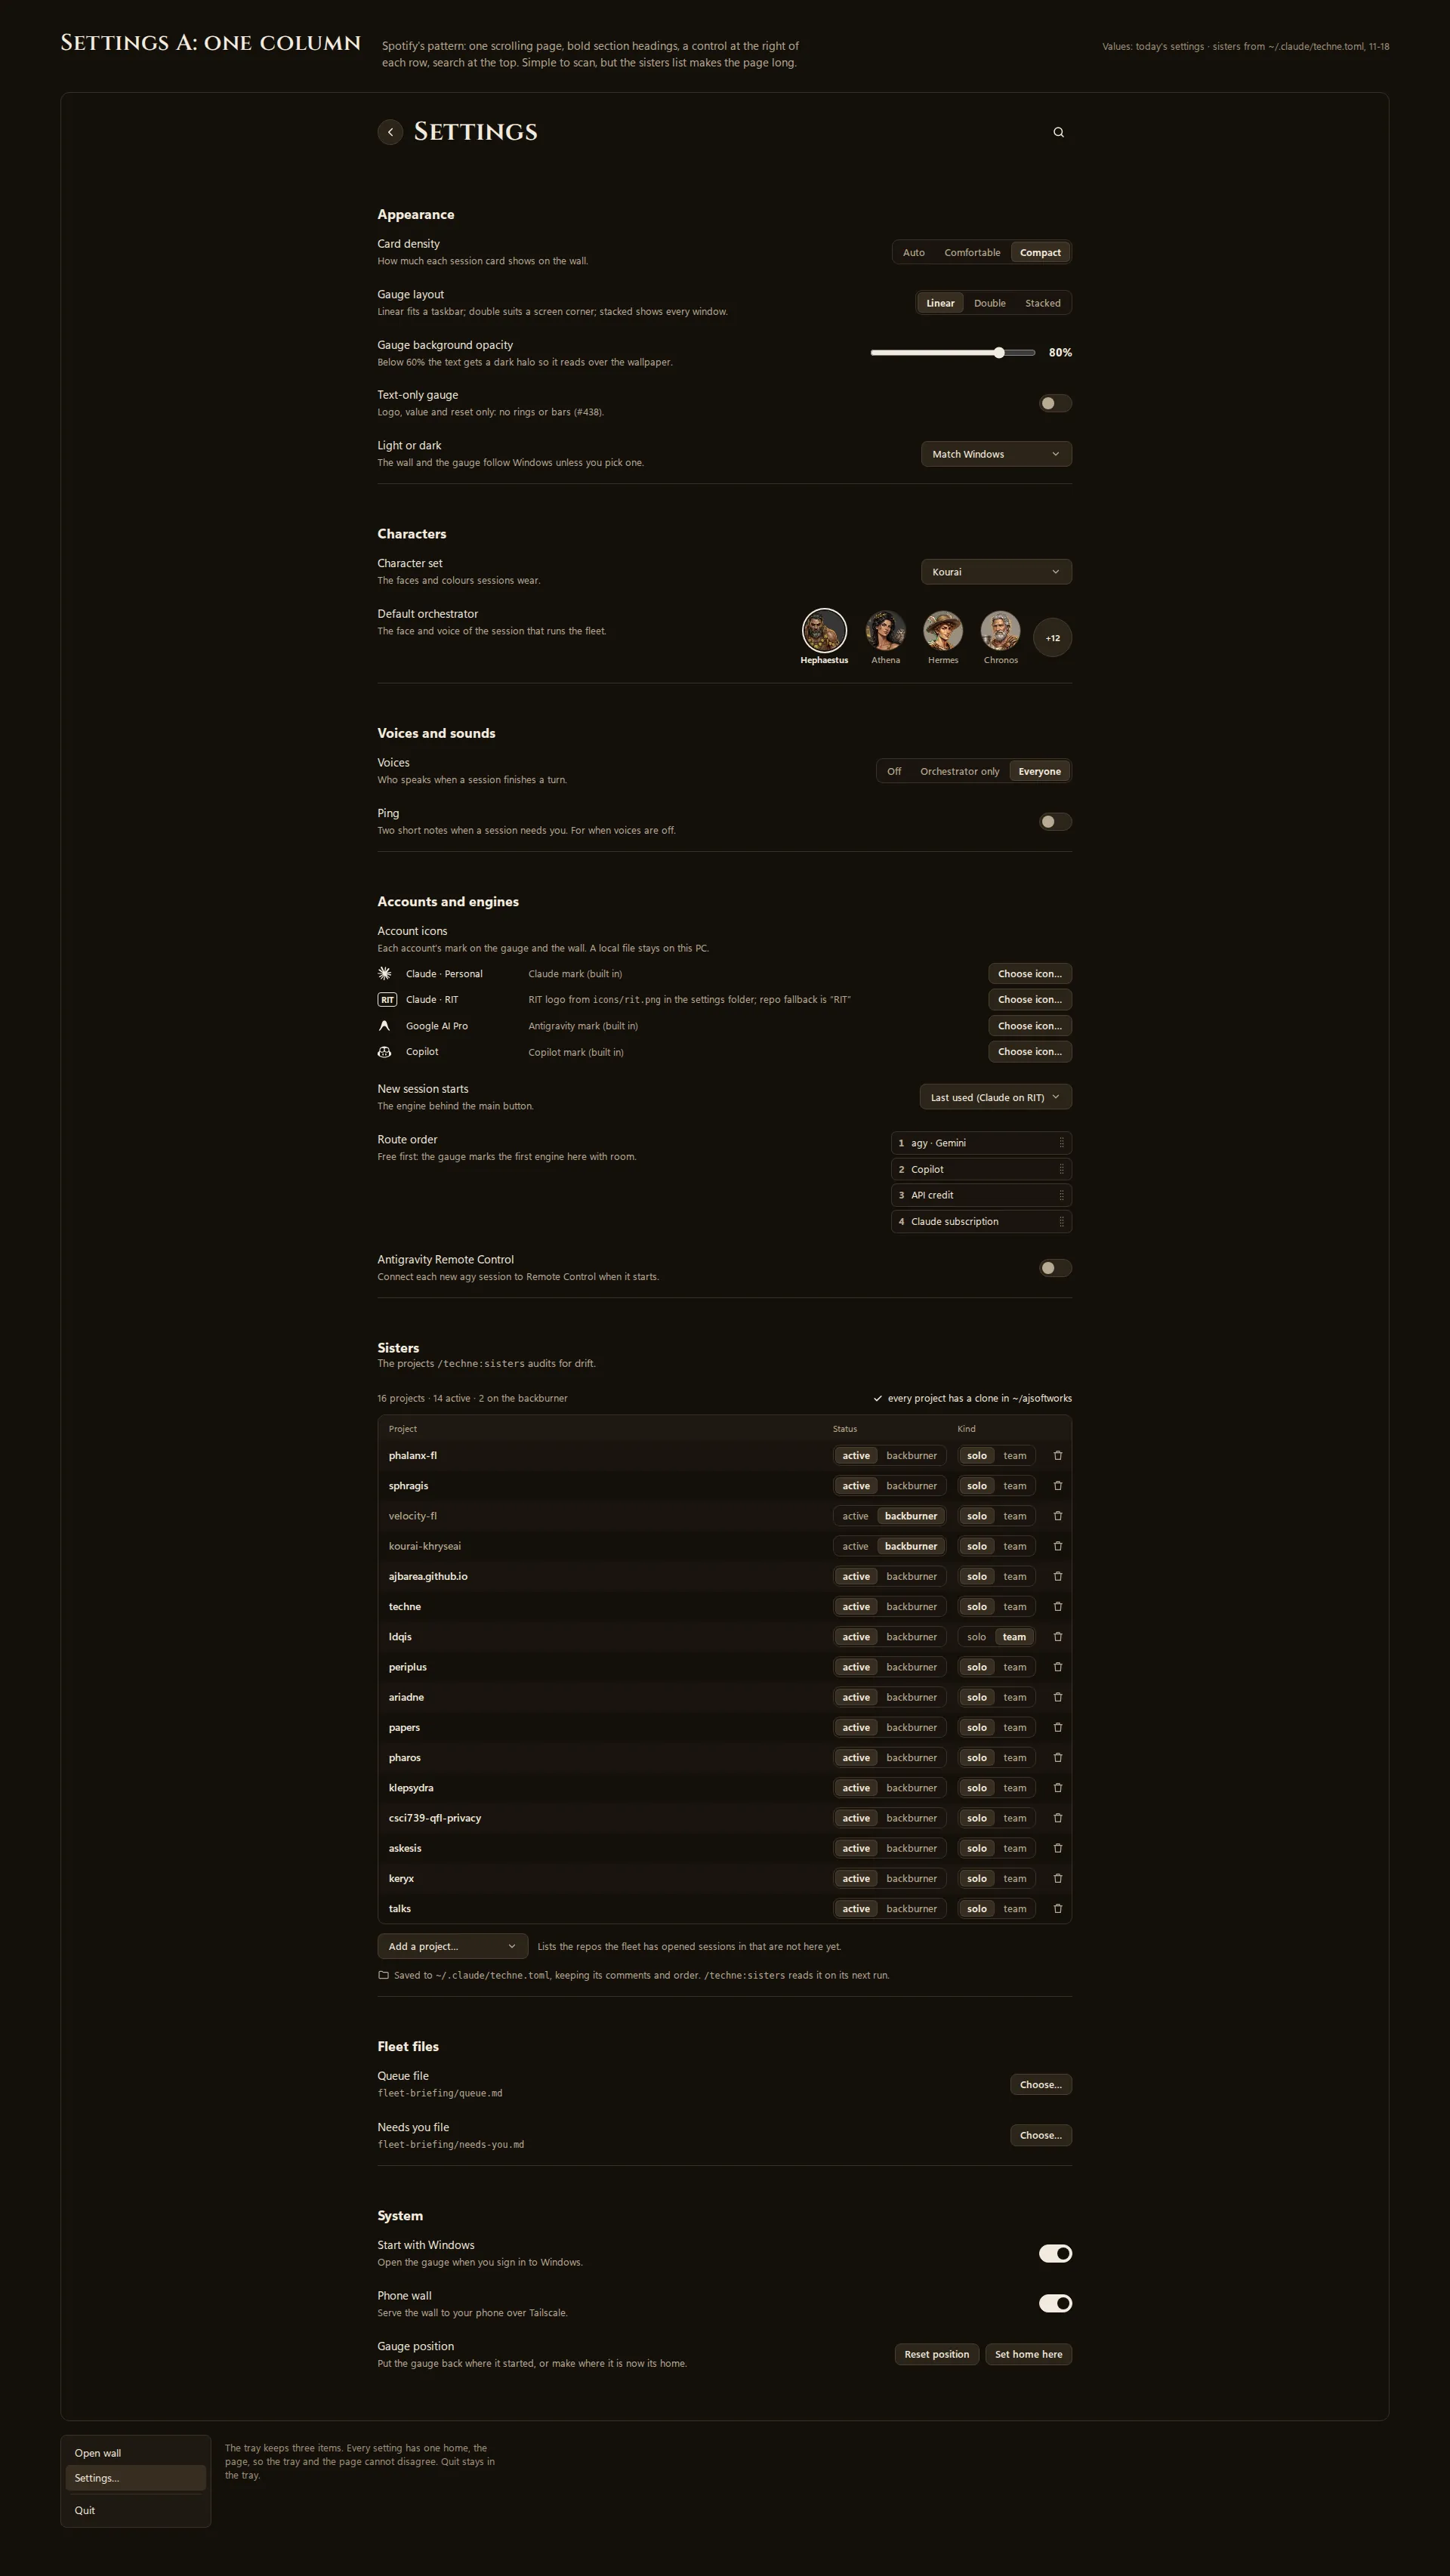 Settings A: one column
Spotify's pattern: one scrolling page, bold section headings, a control at the right of
each row, search at the top. Simple to scan, but the sisters list makes the page long.
Values: today's settings · sisters from ~/.claude/techne.toml, 11-18
Settings
Appearance
Card density
How much each session card shows on the wall.
Auto Comfortable Compact
Gauge layout
Linear fits a taskbar; double suits a screen corner; stacked shows every window.
Linear Double Stacked
Gauge background opacity
Below 60% the text gets a dark halo so it reads over the wallpaper.
80%
Text-only gauge
Logo, value and reset only: no rings or bars (#438).
Light or dark
The wall and the gauge follow Windows unless you pick one.
Match Windows
Characters
Character set
The faces and colours sessions wear.
Kourai
Default orchestrator
The face and voice of the session that runs the fleet.
Hephaestus Athena Hermes Chronos +12
Voices and sounds
Voices
Who speaks when a session finishes a turn.
Off Orchestrator only Everyone
Ping
Two short notes when a session needs you. For when voices are off.
Accounts and engines
Account icons
Each account's mark on the gauge and the wall. A local file stays on this PC.
Claude · Personal Claude mark (built in) Choose icon...
RIT Claude · RIT RIT logo from icons/rit.png in the settings folder; repo fallback is "RIT" Choose icon...
Google AI Pro Antigravity mark (built in) Choose icon...
Copilot Copilot mark (built in) Choose icon...
New session starts
The engine behind the main button.
Last used (Claude on RIT)
Route order
Free first: the gauge marks the first engine here with room.
1 agy · Gemini
2 Copilot
3 API credit
4 Claude subscription
Antigravity Remote Control
Connect each new agy session to Remote Control when it starts.
Sisters
The projects /techne:sisters audits for drift.
16 projects · 14 active · 2 on the backburner
every project has a clone in ~/ajsoftworks
Project Status Kind
phalanx-fl active backburner solo team
sphragis active backburner solo team
velocity-fl active backburner solo team
kourai-khryseai active backburner solo team
ajbarea.github.io active backburner solo team
techne active backburner solo team
ldqis active backburner solo team
periplus active backburner solo team
ariadne active backburner solo team
papers active backburner solo team
pharos active backburner solo team
klepsydra active backburner solo team
csci739-qfl-privacy active backburner solo team
askesis active backburner solo team
keryx active backburner solo team
talks active backburner solo team
Add a project... Lists the repos the fleet has opened sessions in that are not here yet.
Saved to ~/.claude/techne.toml, keeping its comments and order. /techne:sisters reads it on its next run.
Fleet files
Queue file
fleet-briefing/queue.md
Choose...
Needs you file
fleet-briefing/needs-you.md
Choose...
System
Start with Windows
Open the gauge when you sign in to Windows.
Phone wall
Serve the wall to your phone over Tailscale.
Gauge position
Put the gauge back where it started, or make where it is now its home.
Reset position Set home here
Open wall
Settings...
Quit
The tray keeps three items. Every setting has one home, the
page, so the tray and the page cannot disagree. Quit stays in
the tray.